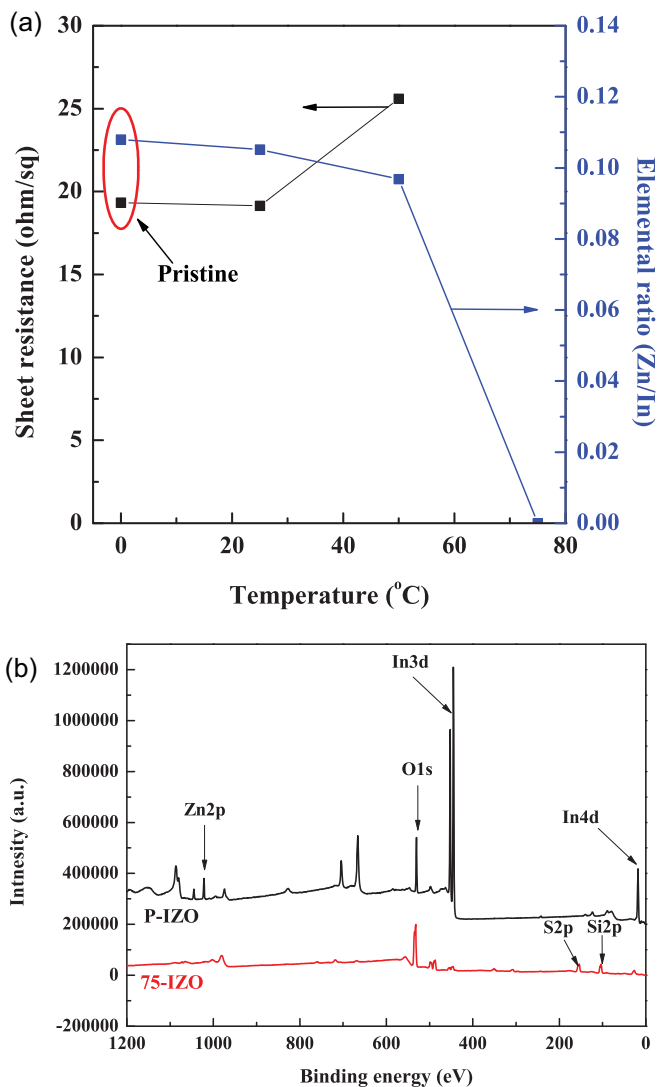 (a)
30
25
20
15
10
5
0
Sheet resistance (ohm/sq)
Pristine
0.14
0.12
0.10
0.08
0.06
0.04
0.02
0.00
Elemental ratio (Zn/In)
0 20 40 60 80
Temperature (°C)
(b)
1200000
1000000
800000
600000
400000
200000
0
-200000
Intnesity (a.u.)
In3d
O1s
Zn2p
In4d
P-IZO
S2p Si2p
75-IZO
1200 1000 800 600 400 200 0
Binding energy (eV)